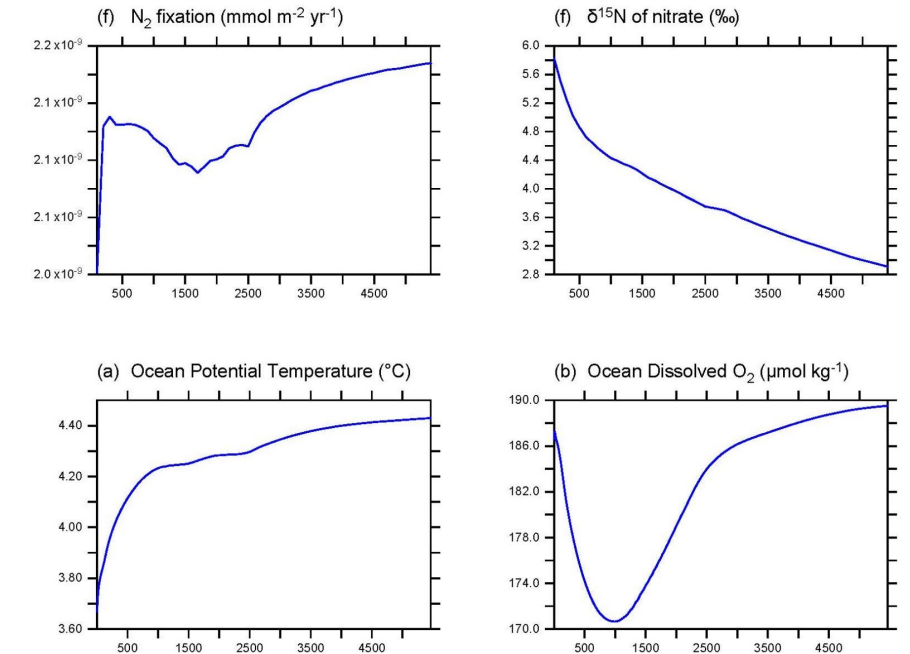 (f) N₂ fixation (mmol m⁻² yr⁻¹)
2.2 x10⁻⁹
2.1 x10⁻⁹
2.1 x10⁻⁹
2.1 x10⁻⁹
2.0 x10⁻⁹
500 1500 2500 3500 4500
(f) δ¹⁵N of nitrate (‰)
6.0
5.6
5.2
4.8
4.4
4.0
3.6
3.2
2.8
500 1500 2500 3500 4500
(a) Ocean Potential Temperature (°C)
4.40
4.20
4.00
3.80
3.60
500 1500 2500 3500 4500
(b) Ocean Dissolved O₂ (µmol kg⁻¹)
190.0
186.0
182.0
178.0
174.0
170.0
500 1500 2500 3500 4500